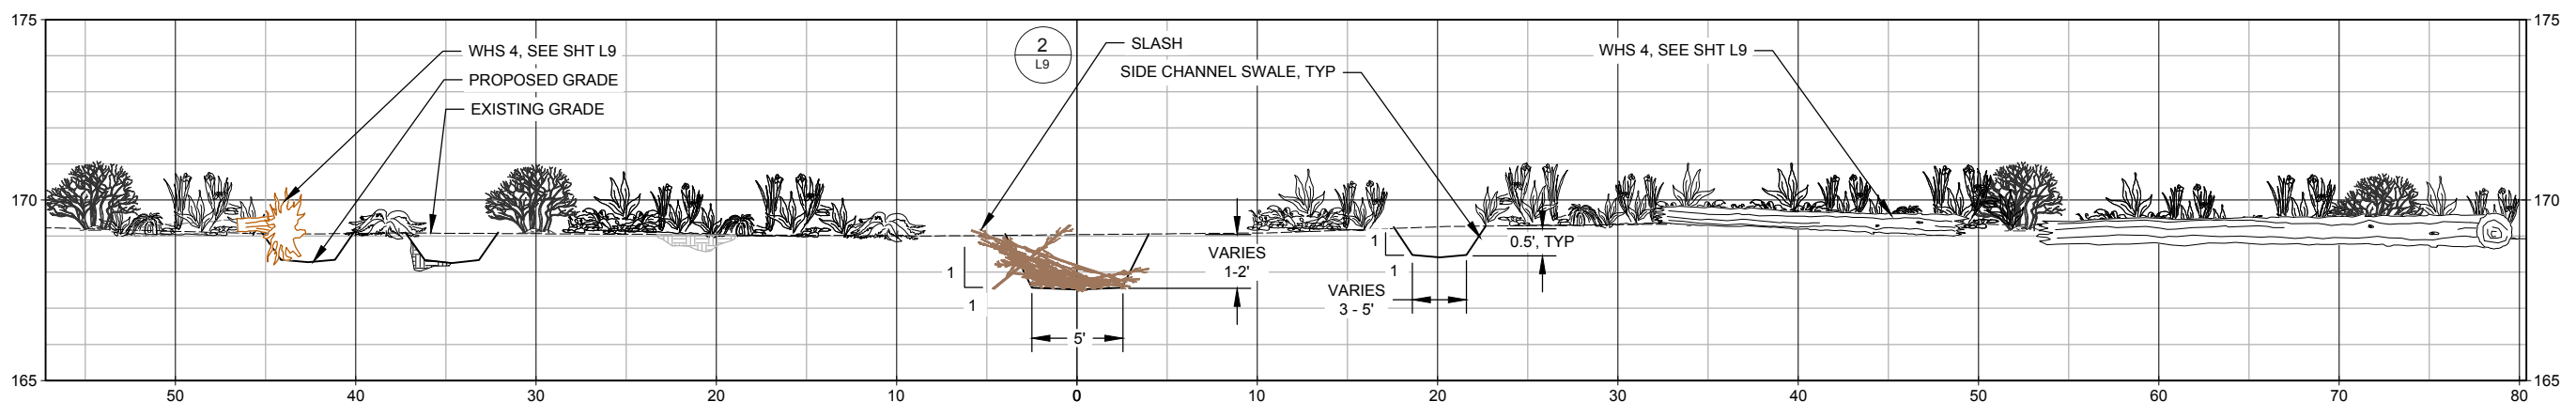 175
175
WHS 4, SEE SHT L9
PROPOSED GRADE
EXISTING GRADE
2
L9
SLASH
SIDE CHANNEL SWALE, TYP
WHS 4, SEE SHT L9
170
170
VARIES
1-2'
1
1
5'
1
1
0.5', TYP
VARIES
3 - 5'
165
165
50
40
30
20
10
0
10
20
30
40
50
60
70
80